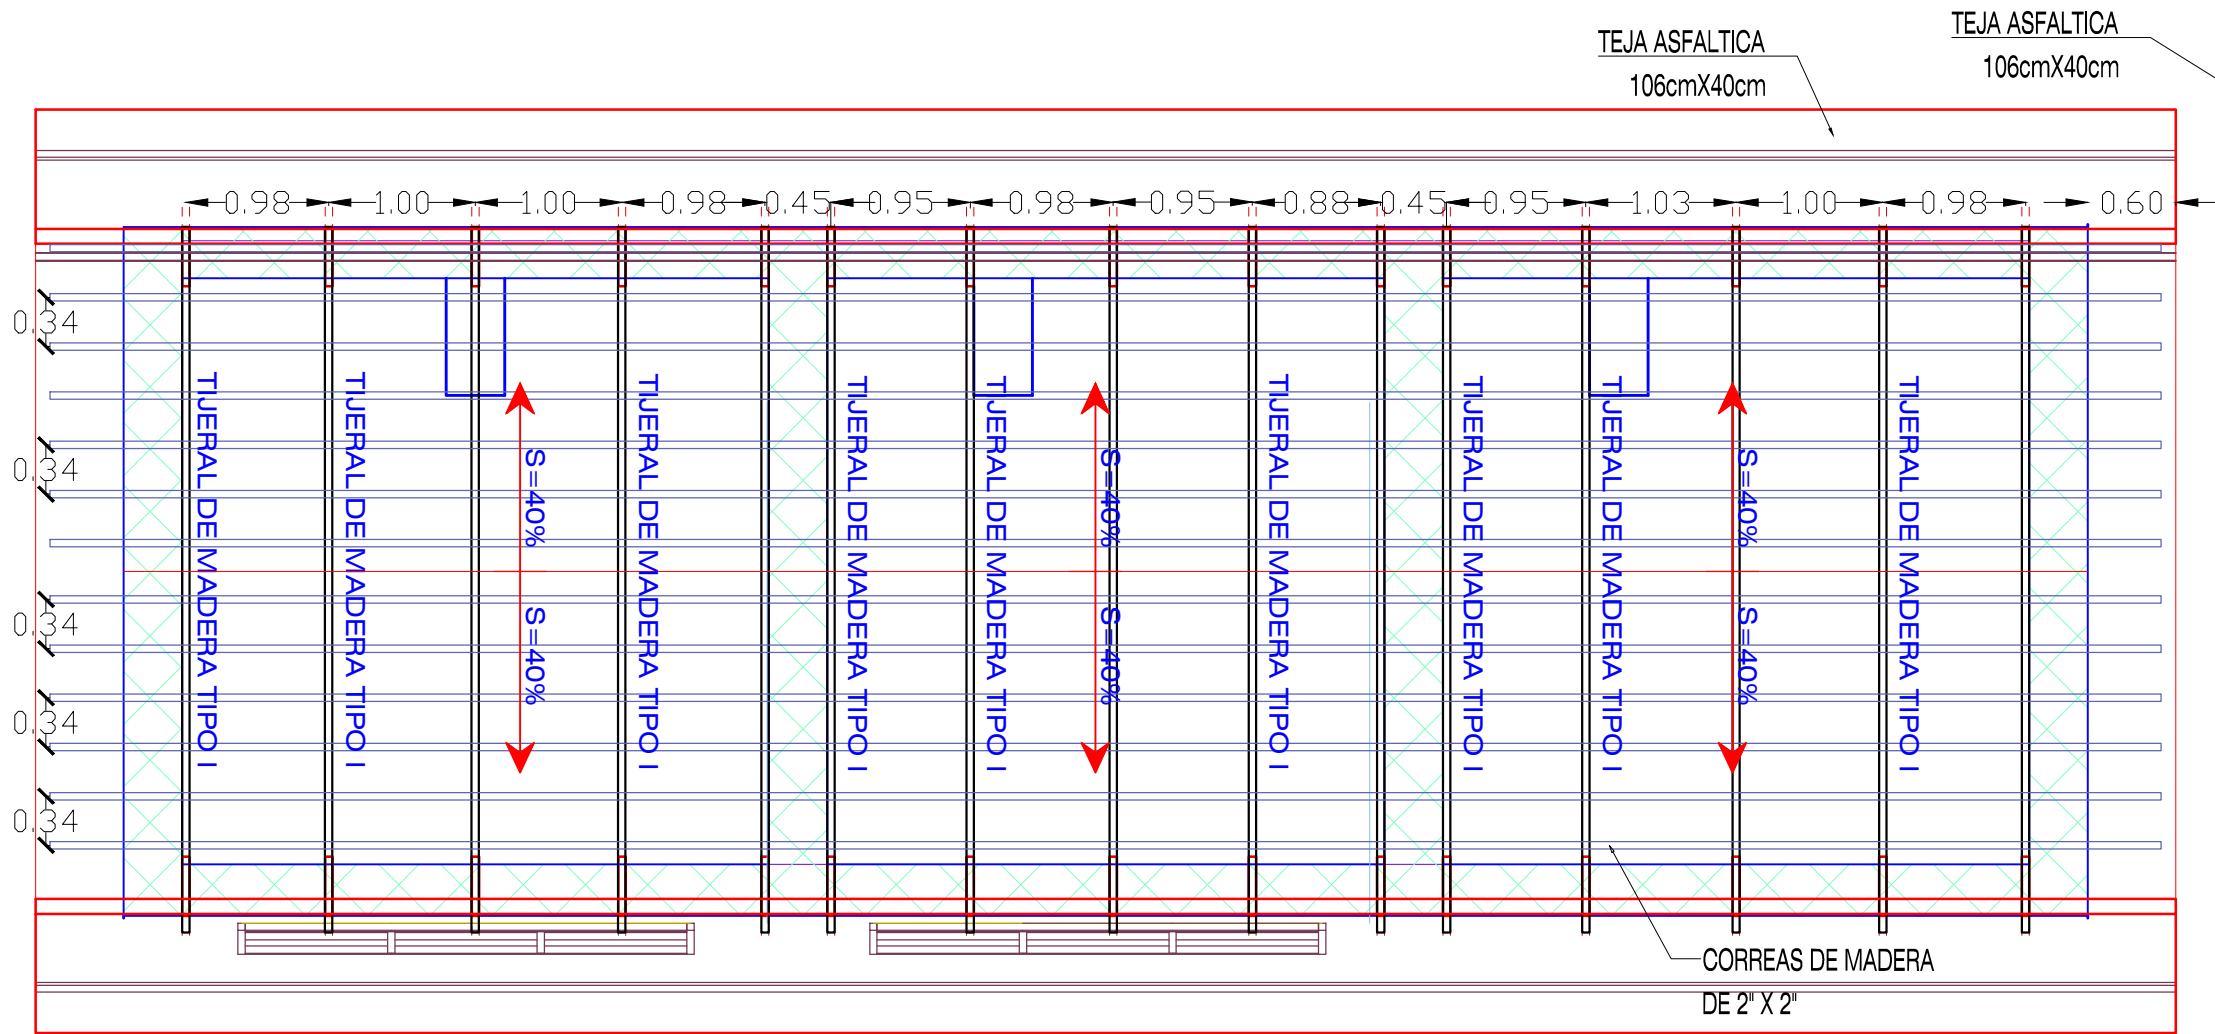 TEJA ASFALTICA
106cmX40cm
TEJA ASFALTICA
106cmX40cm
0.98
1.00
1.00
0.98
0.45
0.95
0.98
0.95
0.88
0.45
0.95
1.03
1.00
0.98
0.60
0.34
0.34
0.34
0.34
0.34
TIJERAL DE MADERA TIPO I
TIJERAL DE MADERA TIPO I
S=40%
S=40%
TIJERAL DE MADERA TIPO I
TIJERAL DE MADERA TIPO I
TIJERAL DE MADERA TIPO I
S=40%
S=40%
TIJERAL DE MADERA TIPO I
TIJERAL DE MADERA TIPO I
TIJERAL DE MADERA TIPO I
S=40%
S=40%
TIJERAL DE MADERA TIPO I
CORREAS DE MADERA
DE 2" X 2"